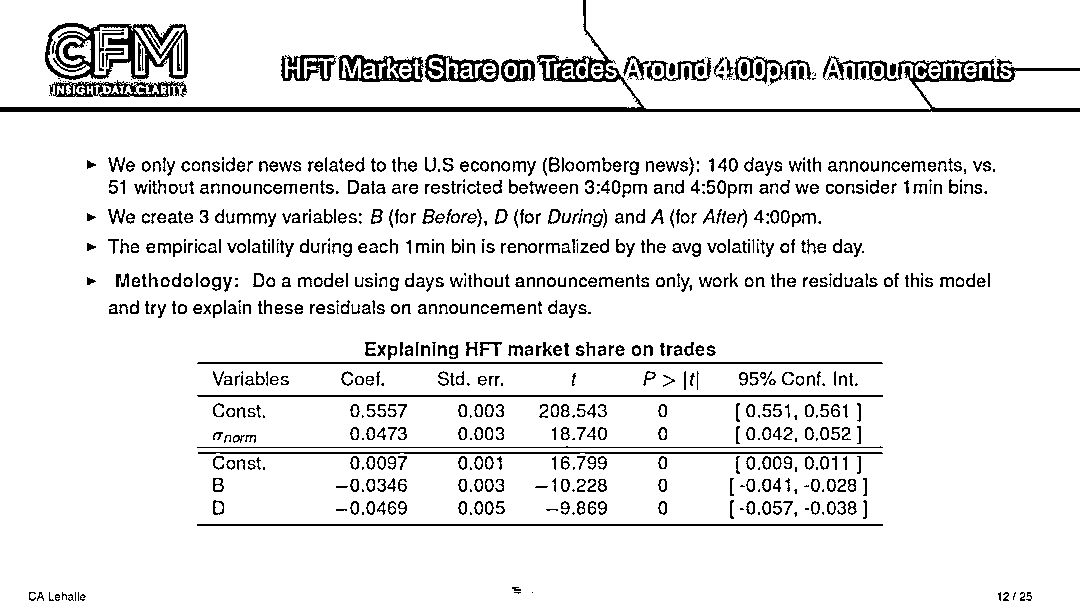 CFM
INSIGHT DATA CLARITY
HFT Market Share on Trades Around 4:00p.m. Announcements
► We only consider news related to the U.S economy (Bloomberg news): 140 days with announcements, vs.
51 without announcements. Data are restricted between 3:40pm and 4:50pm and we consider 1min bins.
► We create 3 dummy variables: B (for Before), D (for During) and A (for After) 4:00pm.
► The empirical volatility during each 1min bin is renormalized by the avg volatility of the day.
► Methodology: Do a model using days without announcements only, work on the residuals of this model
and try to explain these residuals on announcement days.
Explaining HFT market share on trades
Variables Coef. Std. err. t P > |t| 95% Conf. Int.
Const. 0.5557 0.003 208.543 0 [ 0.551, 0.561 ]
σnorm 0.0473 0.003 18.740 0 [ 0.042, 0.052 ]
Const. 0.0097 0.001 16.799 0 [ 0.009, 0.011 ]
B −0.0346 0.003 −10.228 0 [ -0.041, -0.028 ]
D −0.0469 0.005 −9.869 0 [ -0.057, -0.038 ]
CA Lehalle 12 / 25